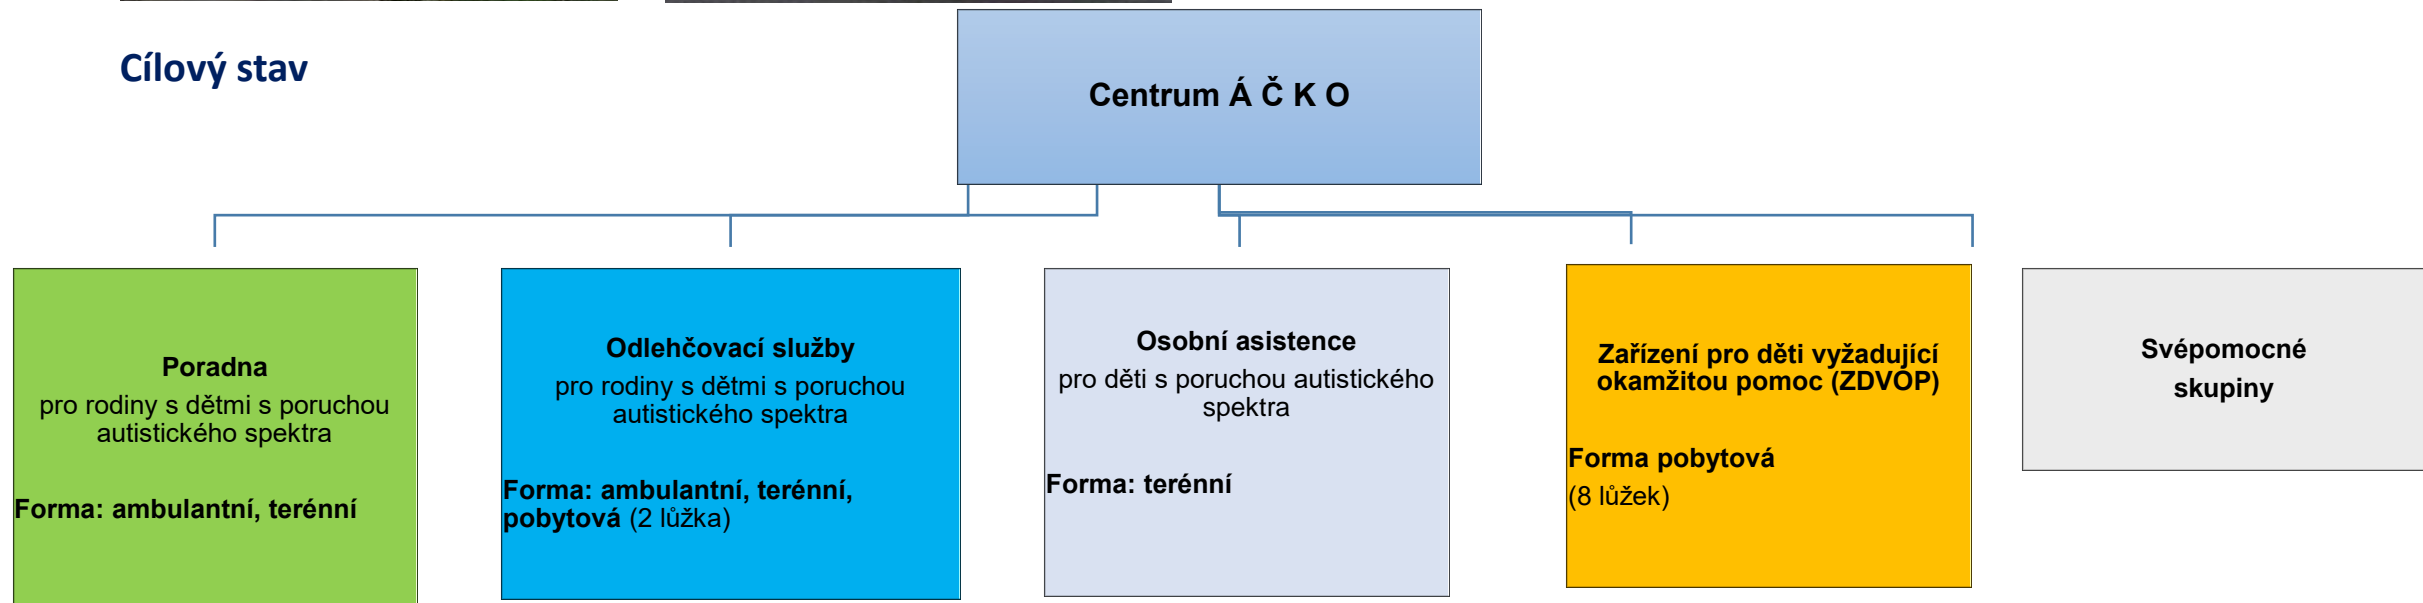 Cílový stav
Centrum Á Č K O
Poradna
pro rodiny s dětmi s poruchou
autistického spektra
Forma: ambulantní, terénní
Odlehčovací služby
pro rodiny s dětmi s poruchou
autistického spektra
Forma: ambulantní, terénní,
pobytová (2 lůžka)
Osobní asistence
pro děti s poruchou autistického
spektra
Forma: terénní
Zařízení pro děti vyžadující
okamžitou pomoc (ZDVOP)
Forma pobytová
(8 lůžek)
Svépomocné
skupiny